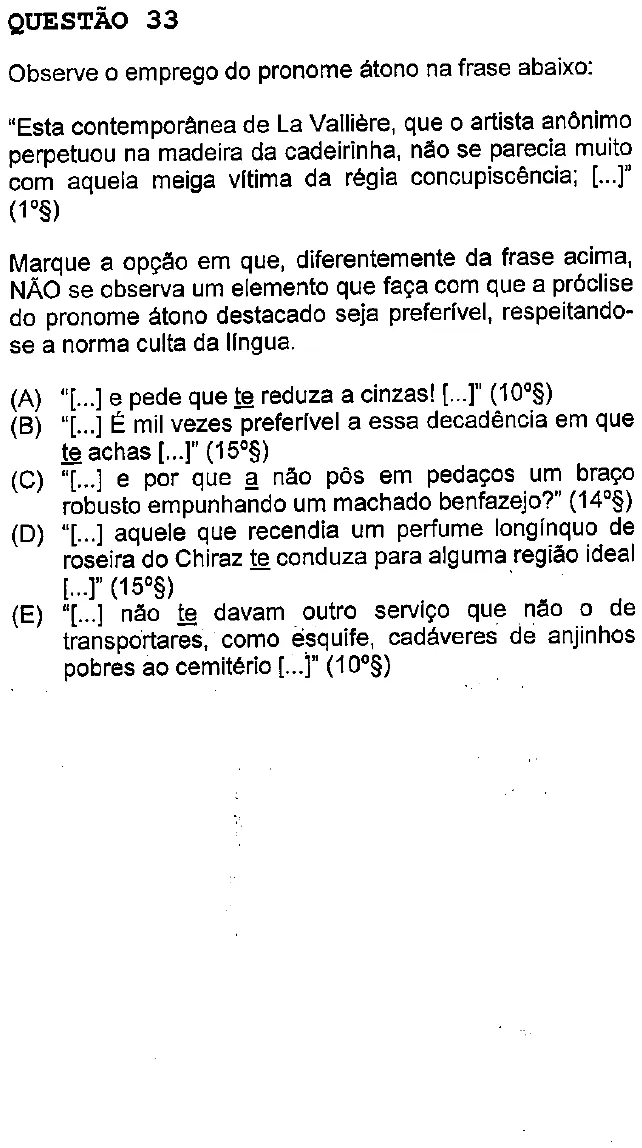 QUESTÃO 33
Observe o emprego do pronome átono na frase abaixo:
"Esta contemporânea de La Vallière, que o artista anônimo
perpetuou na madeira da cadeirinha, não se parecia muito
com aquela meiga vítima da régia concupiscência; [...]"
(1º§)
Marque a opção em que, diferentemente da frase acima,
NÃO se observa um elemento que faça com que a próclise
do pronome átono destacado seja preferível, respeitando-
se a norma culta da língua.
(A) "[...] e pede que te reduza a cinzas! [...]" (10º§)
(B) "[...] É mil vezes preferível a essa decadência em que
te achas [...]" (15º§)
(C) "[...] e por que a não pôs em pedaços um braço
robusto empunhando um machado benfazejo?" (14º§)
(D) "[...] aquele que recendia um perfume longínquo de
roseira do Chiraz te conduza para alguma região ideal
[...]" (15º§)
(E) "[...] não te davam outro serviço que não o de
transportares, como esquife, cadáveres de anjinhos
pobres ao cemitério [...]" (10º§)